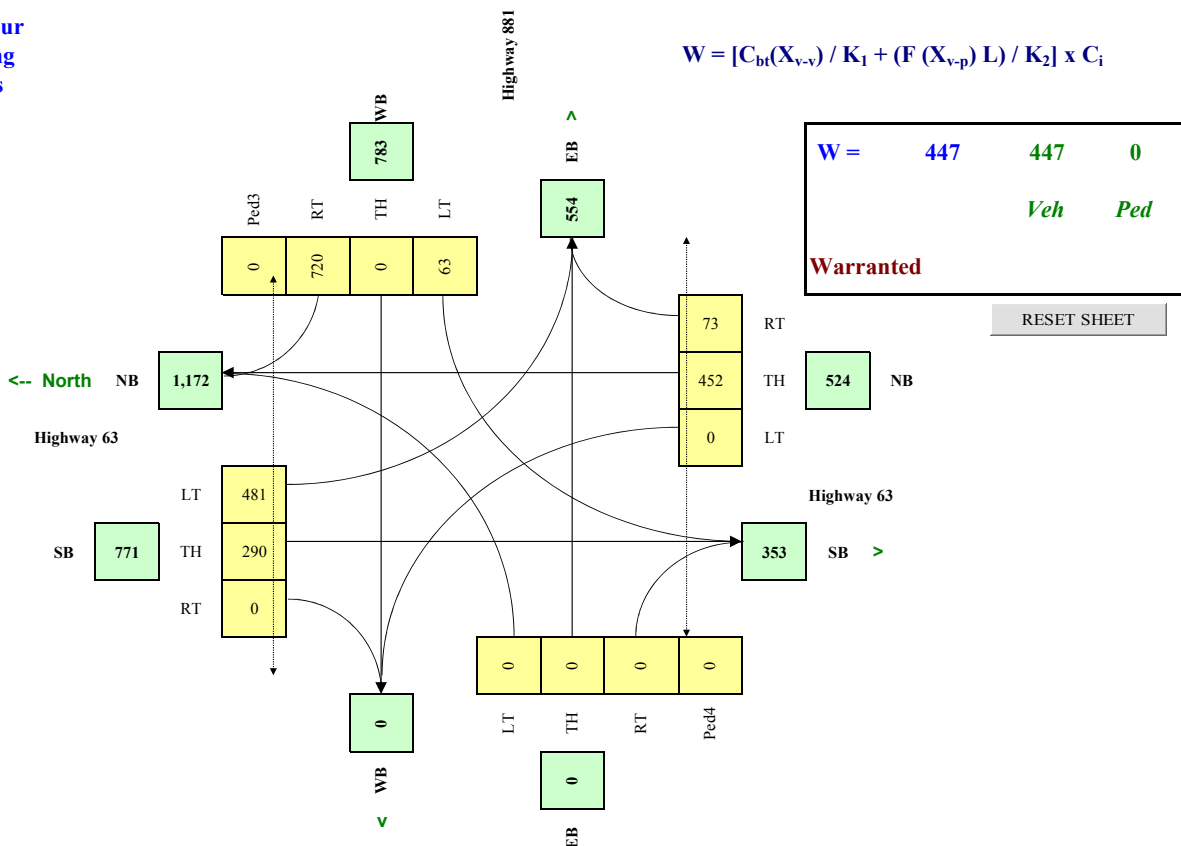 ur
ng
s
Highway 881
W = [Cbt(Xv-v) / K1 + (F (Xv-p) L) / K2] x Ci
WB
783
EB
554
^
W = 447 447 0
Veh Ped
Warranted
RESET SHEET
Ped3 RT TH LT
0 720 0 63
73 RT
452 TH
0 LT
524 NB
<-- North NB 1,172
Highway 63
LT 481
SB 771 TH 290
RT 0
Highway 63
353 SB >
0 0 0 0
LT TH RT Ped4
0
WB
v
0
EB